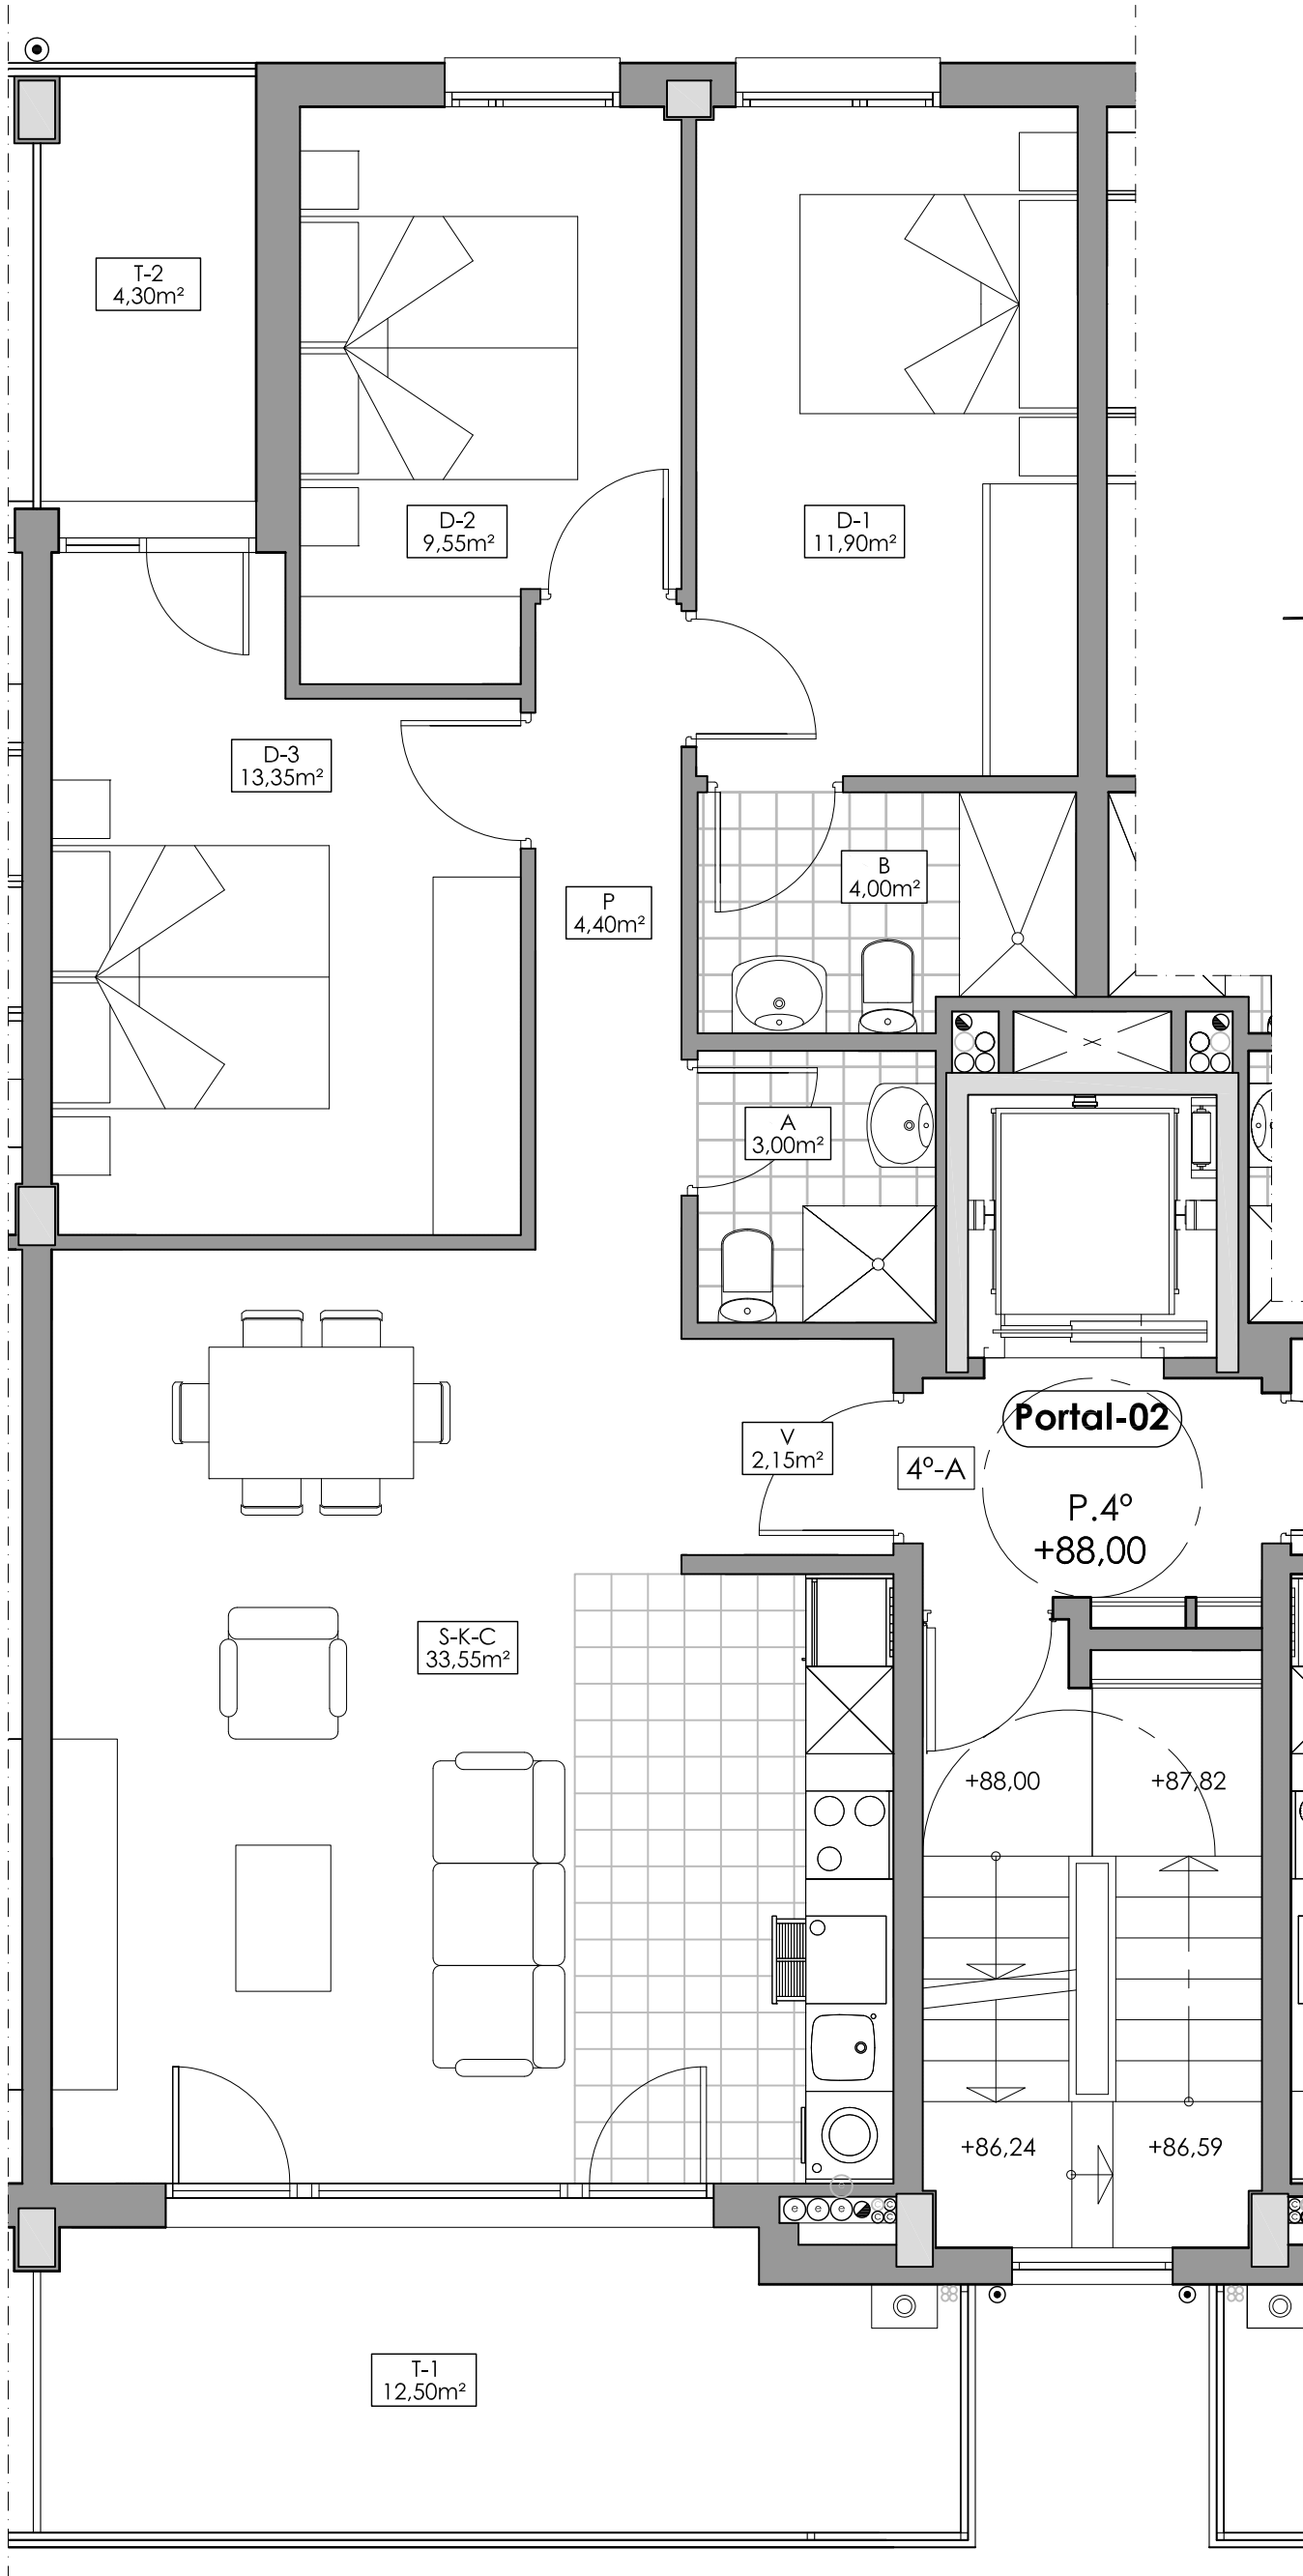 T-2
4,30m²
D-2
9,55m²
D-1
11,90m²
D-3
13,35m²
B
4,00m²
P
4,40m²
A
3,00m²
Portal-02
V
2,15m²
4º-A
P.4º
+88,00
S-K-C
33,55m²
+88,00
+87,82
+86,24
+86,59
T-1
12,50m²